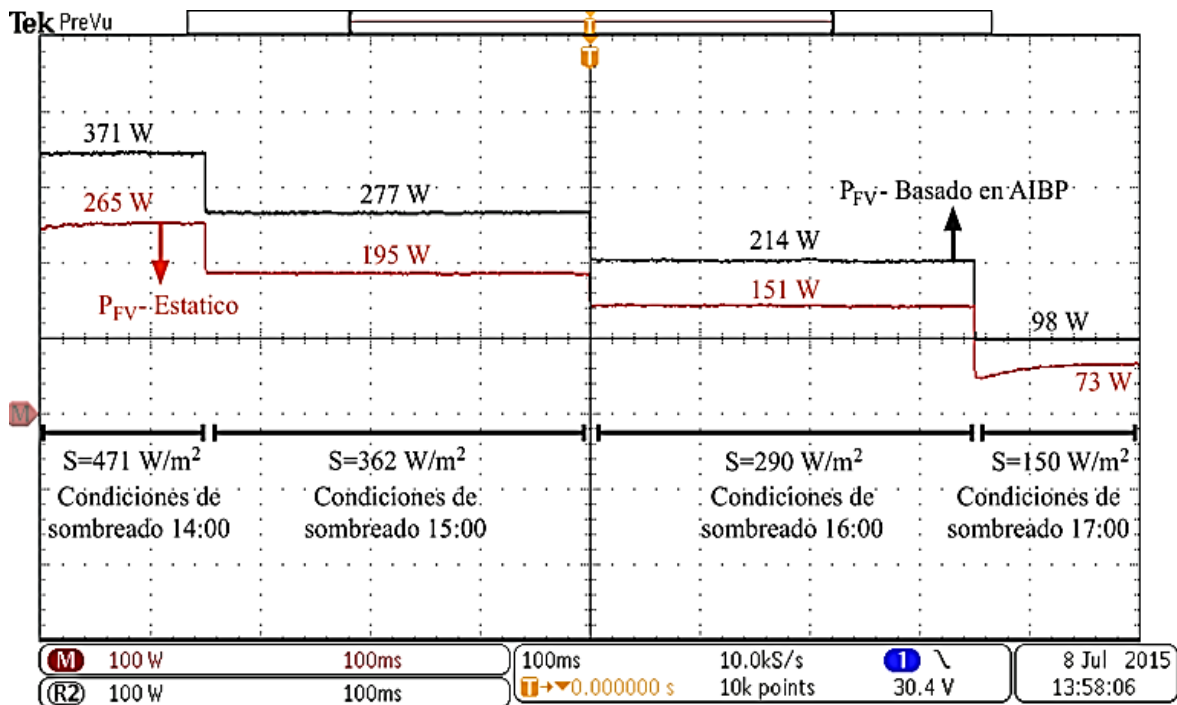 Tek PreVu
T
T
371 W
265 W
277 W
195 W
P_FV- Basado en AIBP
214 W
151 W
P_FV- Estatico
98 W
73 W
M
S=471 W/m²
Condiciones de
sombreado 14:00
S=362 W/m²
Condiciones de
sombreado 15:00
S=290 W/m²
Condiciones de
sombreado 16:00
S=150 W/m²
Condiciones de
sombreado 17:00
M 100 W 100ms
R2 100 W 100ms
100ms 10.0kS/s 1 \ 
T→▼0.000000 s 10k points 30.4 V
8 Jul 2015
13:58:06